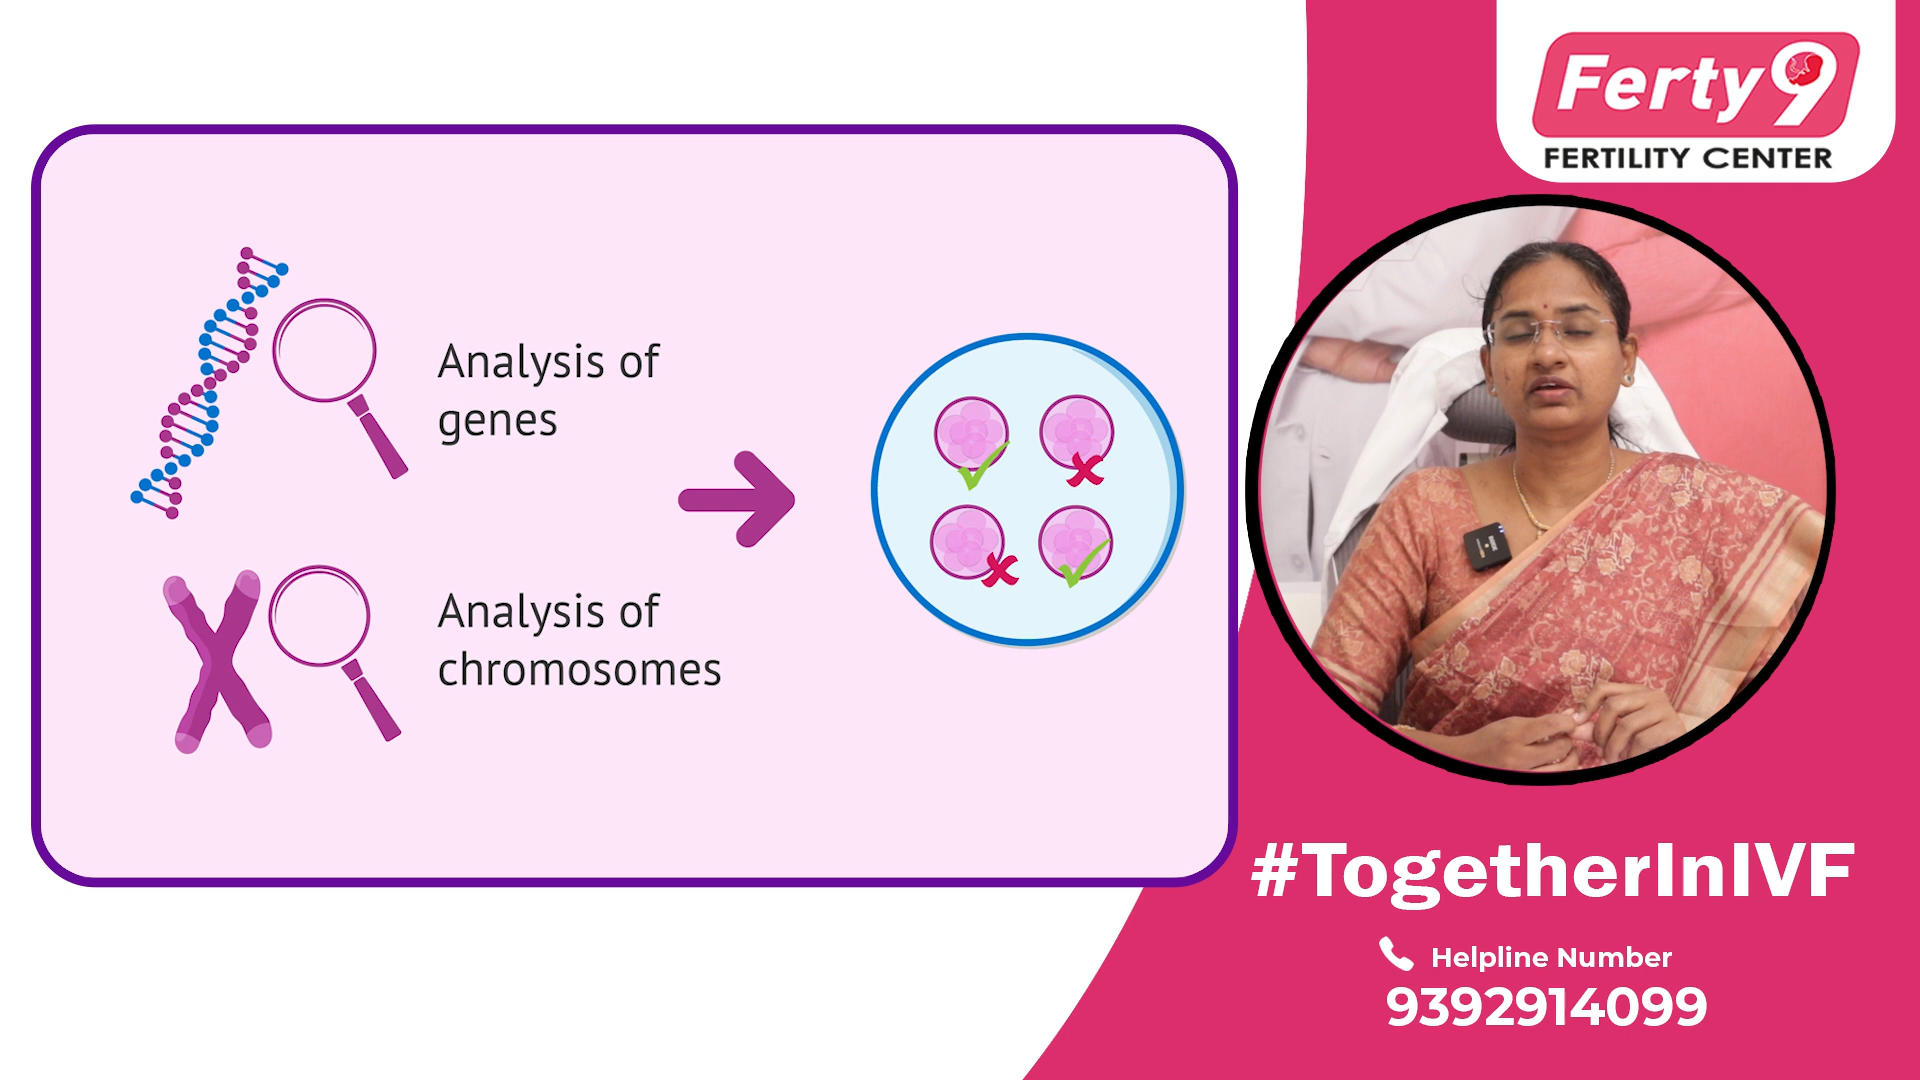 Analysis of
genes
Analysis of
chromosomes
Ferty9
FERTILITY CENTER
#TogetherInIVF
Helpline Number
9392914099